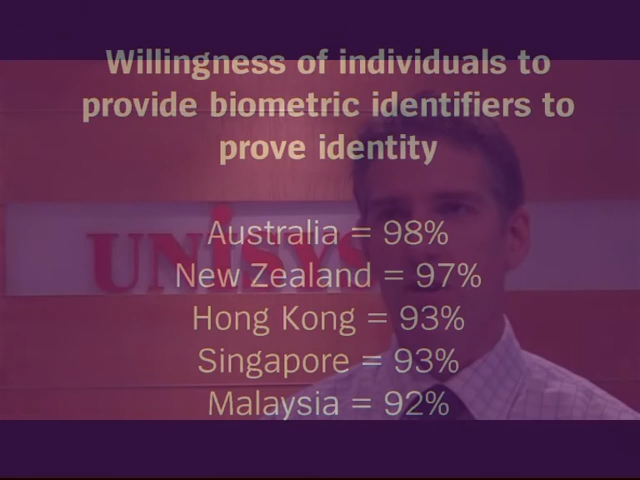 Willingness of individuals to
provide biometric identifiers to
prove identity
UNISYS
Australia = 98%
New Zealand = 97%
Hong Kong = 93%
Singapore = 93%
Malaysia = 92%